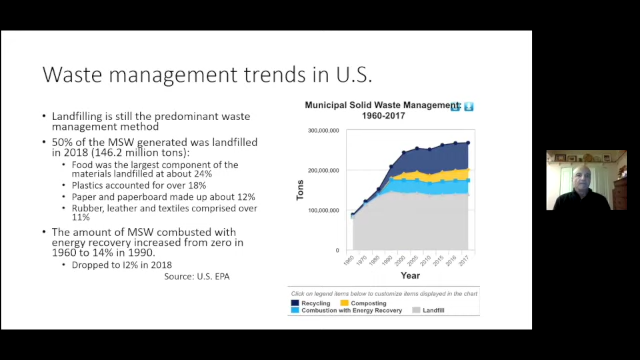 Waste management trends in U.S.
• Landfilling is still the predominant waste
management method
• 50% of the MSW generated was landfilled
in 2018 (146.2 million tons):
• Food was the largest component of the
materials landfilled at about 24%
• Plastics accounted for over 18%
• Paper and paperboard made up about 12%
• Rubber, leather and textiles comprised over
11%
• The amount of MSW combusted with
energy recovery increased from zero in
1960 to 14% in 1990.
• Dropped to 12% in 2018
Source: U.S. EPA
Municipal Solid Waste Management:
1960-2017
300,000,000
200,000,000
100,000,000
0
Tons
1960
1970
1985
1990
2000
2005
2010
2015
2016
2017
Year
Click on legend items below to customize items displayed in the chart
Recycling
Composting
Combustion with Energy Recovery
Landfill